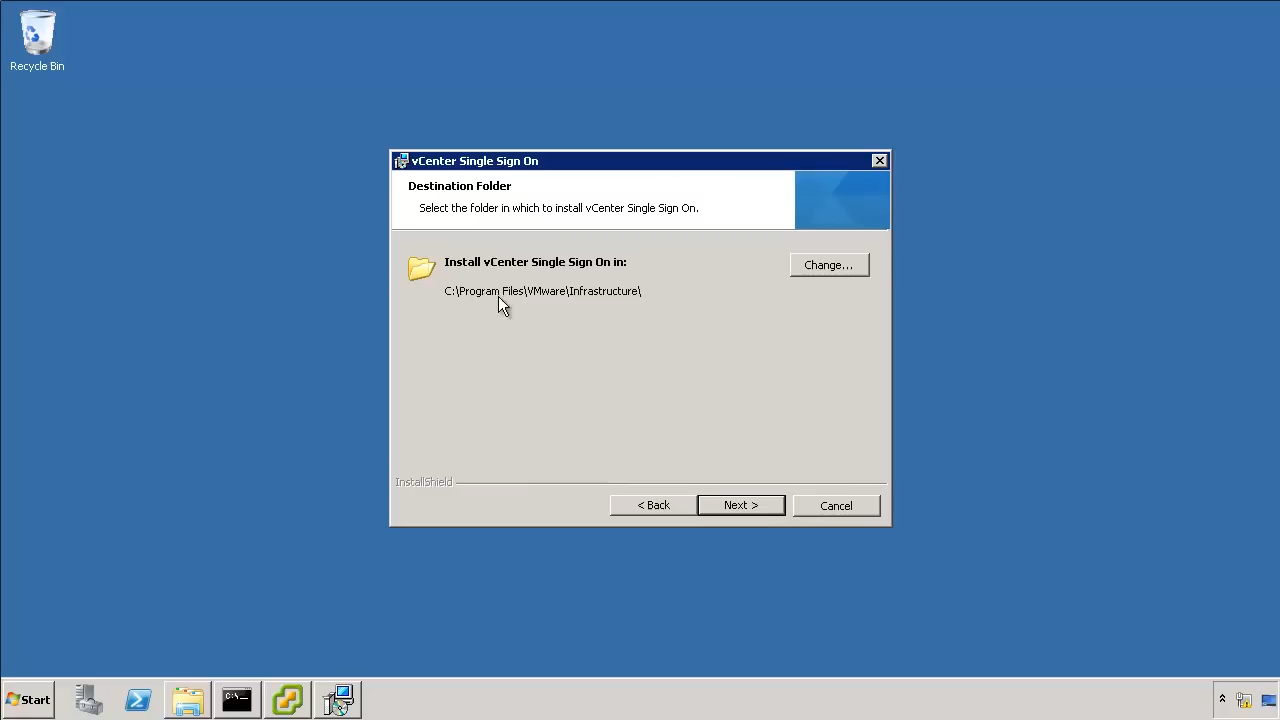 Recycle Bin
vCenter Single Sign On
Destination Folder
Select the folder in which to install vCenter Single Sign On.
Install vCenter Single Sign On in:
Change...
C:\Program Files\VMware\Infrastructure\
InstallShield
< Back
Next >
Cancel
Start
C:\.